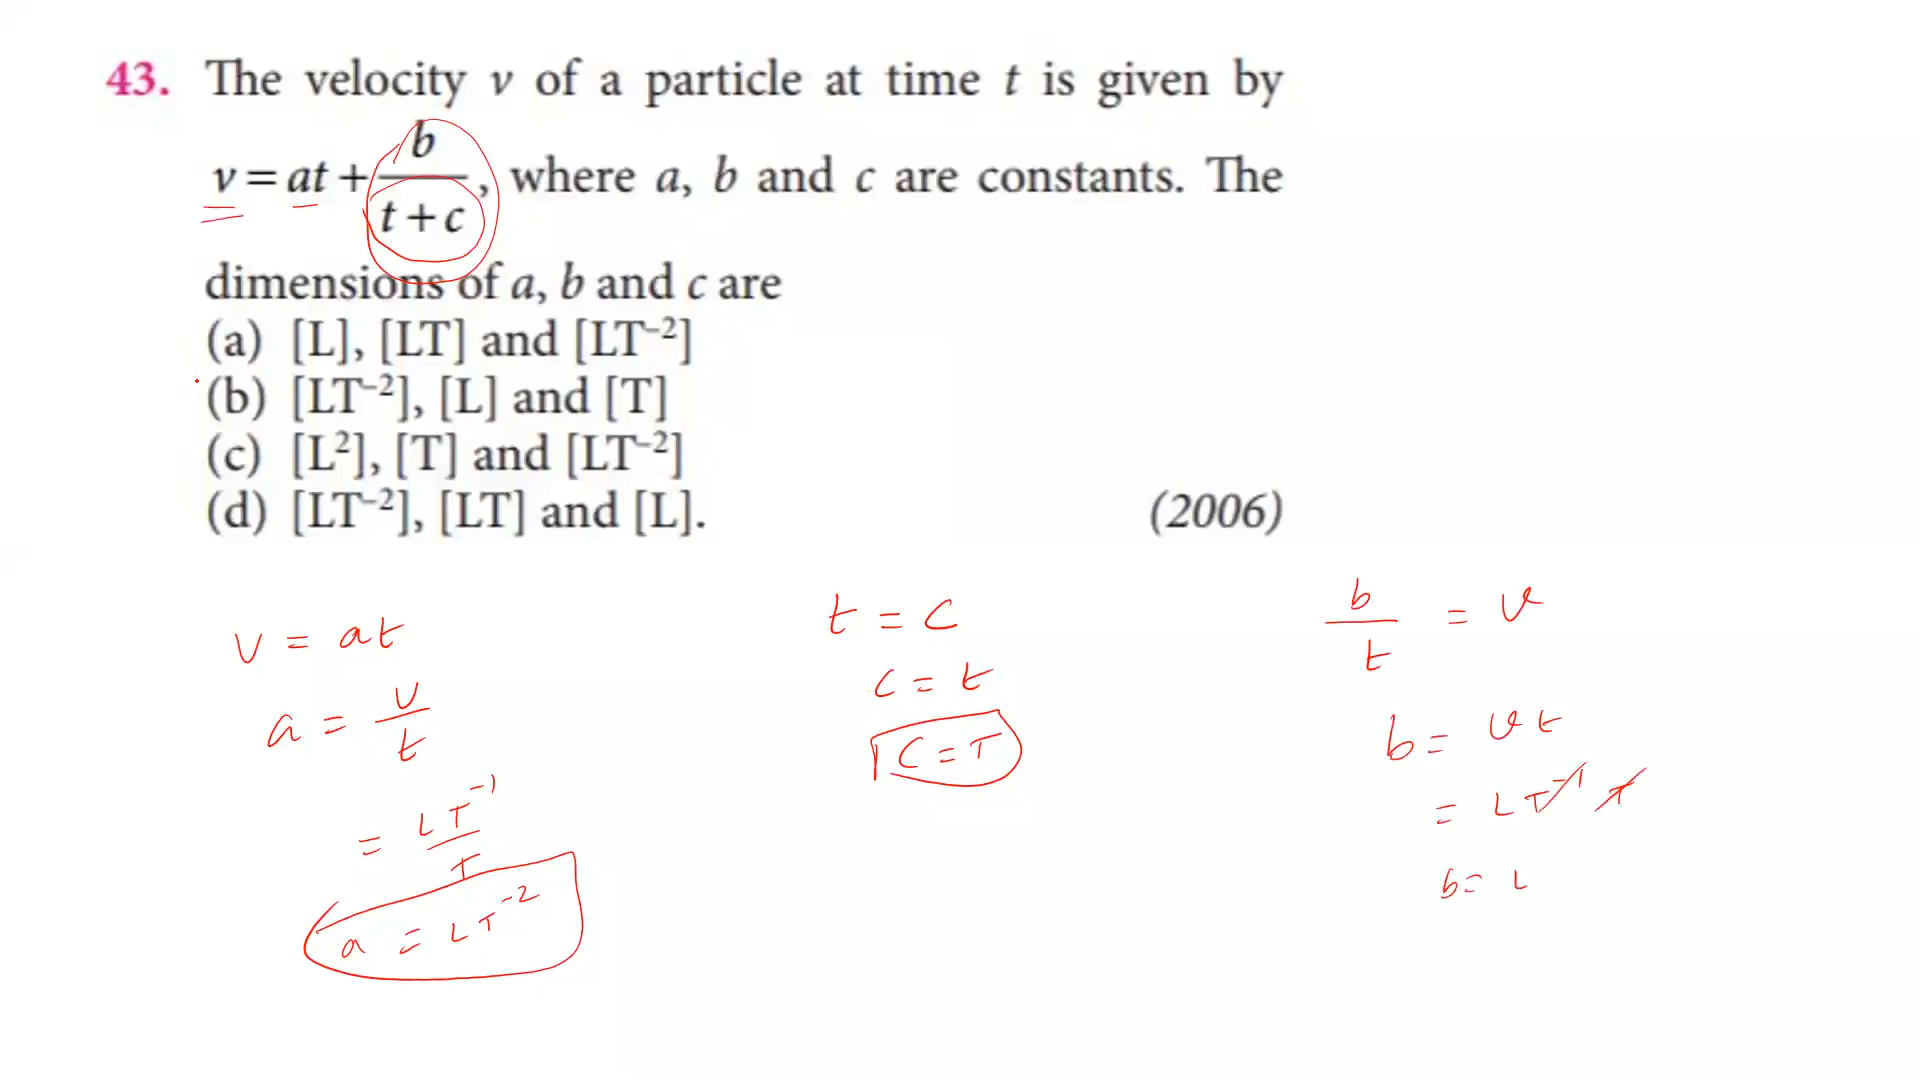 43. The velocity v of a particle at time t is given by
v = at + b/(t + c), where a, b and c are constants. The
dimensions of a, b and c are
(a) [L], [LT] and [LT⁻²]
(b) [LT⁻²], [L] and [T]
(c) [L²], [T] and [LT⁻²]
(d) [LT⁻²], [LT] and [L]. (2006)
v = at
a = v/t
= LT⁻¹/T
a = LT⁻²
t = c
c = t
c = T
b/t = v
b = vt
= LT⁻¹ T
b = L